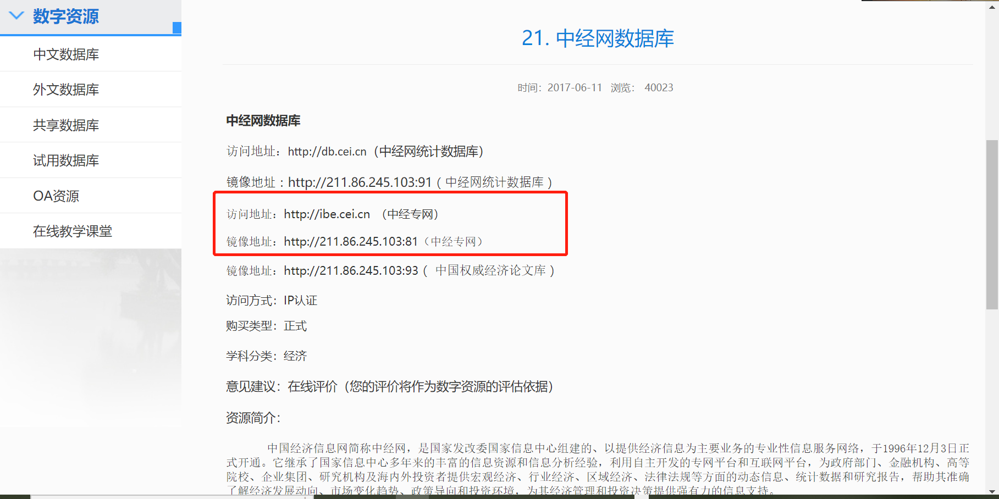 数字资源
中文数据库
外文数据库
共享数据库
试用数据库
OA资源
在线教学课堂
21. 中经网数据库
时间：2017-06-11 浏览： 40023
中经网数据库
访问地址：http://db.cei.cn（中经网统计数据库）
镜像地址：http://211.86.245.103:91（中经网统计数据库）
访问地址：http://ibe.cei.cn （中经专网）
镜像地址：http://211.86.245.103:81（中经专网）
镜像地址：http://211.86.245.103:93（ 中国权威经济论文库）
访问方式：IP认证
购买类型：正式
学科分类：经济
意见建议：在线评价（您的评价将作为数字资源的评估依据）
资源简介：
中国经济信息网简称中经网，是国家发改委国家信息中心组建的、以提供经济信息为主要业务的专业性信息服务网络，于1996年12月3日正
式开通。它继承了国家信息中心多年来的丰富的信息资源和信息分析经验，利用自主开发的专网平台和互联网平台，为政府部门、金融机构、高等
院校、企业集团、研究机构及海内外投资者提供宏观经济、行业经济、区域经济、法律法规等方面的动态信息、统计数据和研究报告，帮助其准确
了解经济发展动向、市场变化趋势、政策导向和投资环境，为其经济管理和投资决策提供强有力的信息支持。